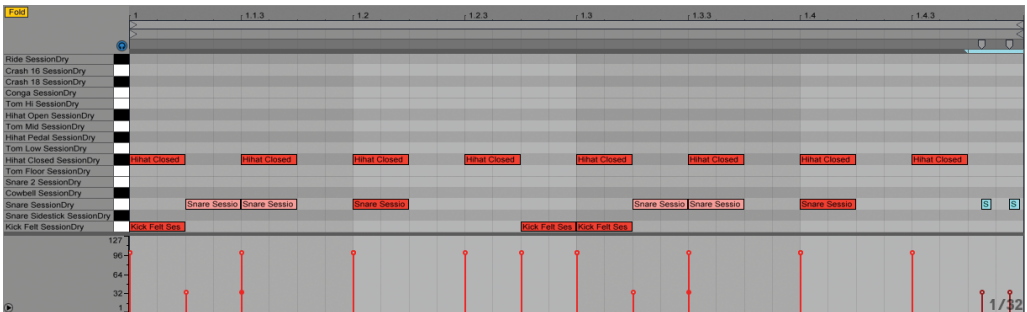 Fold
1 1.1.3 1.2 1.2.3 1.3 1.3.3 1.4 1.4.3
Ride SessionDry
Crash 16 SessionDry
Crash 18 SessionDry
Conga SessionDry
Tom Hi SessionDry
Hihat Open SessionDry
Tom Mid SessionDry
Hihat Pedal SessionDry
Tom Low SessionDry
Hihat Closed SessionDry Hihat Closed Hihat Closed Hihat Closed Hihat Closed Hihat Closed Hihat Closed Hihat Closed Hihat Closed
Tom Floor SessionDry
Snare 2 SessionDry
Cowbell SessionDry
Snare SessionDry Snare Sessio Snare Sessio Snare Sessio Snare Sessio Snare Sessio Snare Sessio S S
Snare Sidestick SessionDry
Kick Felt SessionDry Kick Felt Ses Kick Felt Ses Kick Felt Ses
127
96
64
32
1
1/32